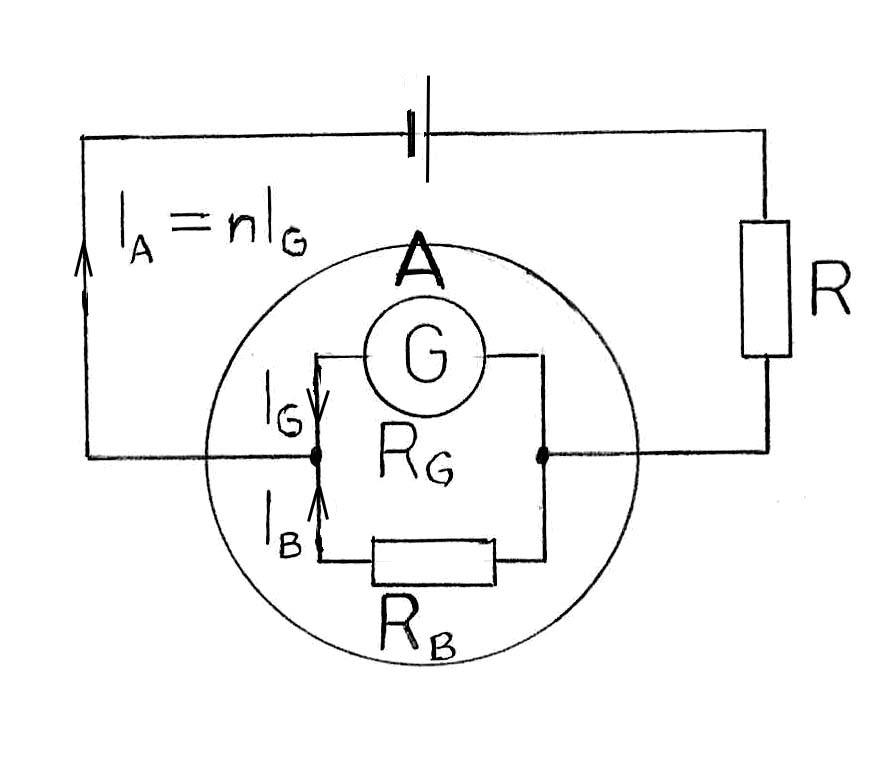 I_A = nI_G
A
R
G
I_G
R_G
I_B
R_B